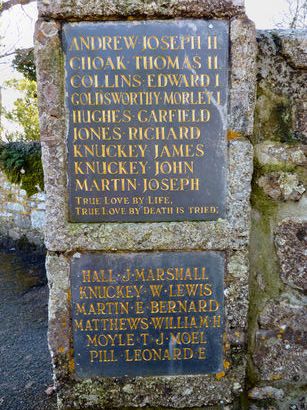 ANDREW·JOSEPH H
CHOAK·THOMAS H
COLLINS·EDWARD J
GOLDSWORTHY·MORLEY J
HUGHES·GARFIELD
JONES·RICHARD
KNUCKEY·JAMES
KNUCKEY·JOHN
MARTIN·JOSEPH
TRUE LOVE BY LIFE,
TRUE LOVE BY DEATH IS TRIED;
HALL·J·MARSHALL
KNUCKEY·W·LEWIS
MARTIN·E·BERNARD
MATTHEWS·WILLIAM·H
MOYLE·T·J·MOEL
PILL·LEONARD·E